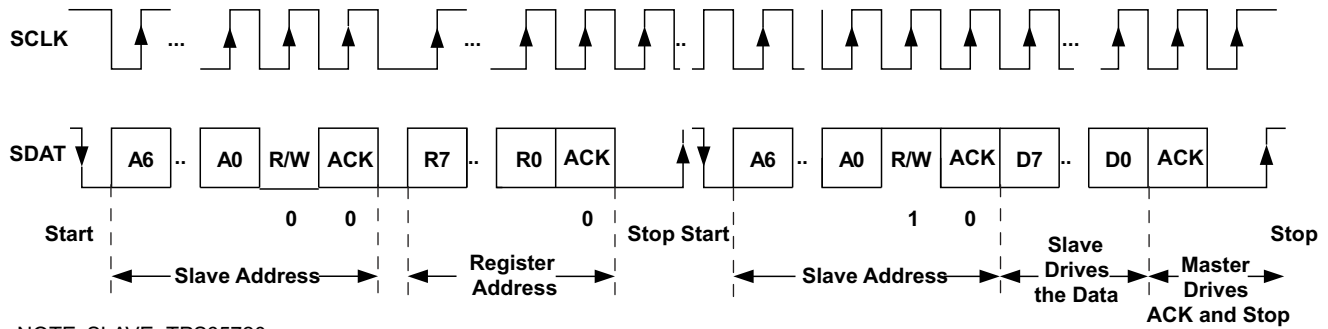 SCLK ... ... .. ...
SDAT A6 .. A0 R/W ACK R7 .. R0 ACK A6 .. A0 R/W ACK D7 .. D0 ACK
0 0 0 1 0
Start Stop Start Stop
Slave Address
Register
Address
Slave Address
Slave
Drives
the Data
Master
Drives
ACK and Stop